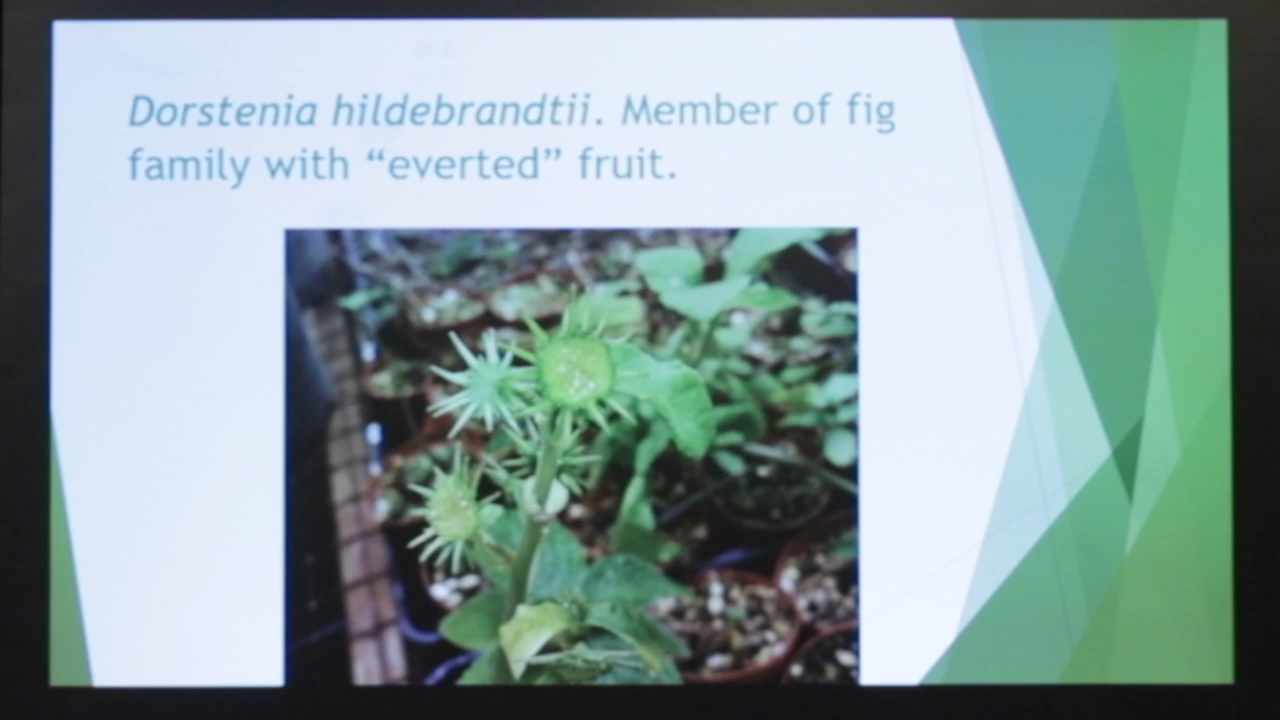 Dorstenia hildebrandtii. Member of fig
family with “everted” fruit.